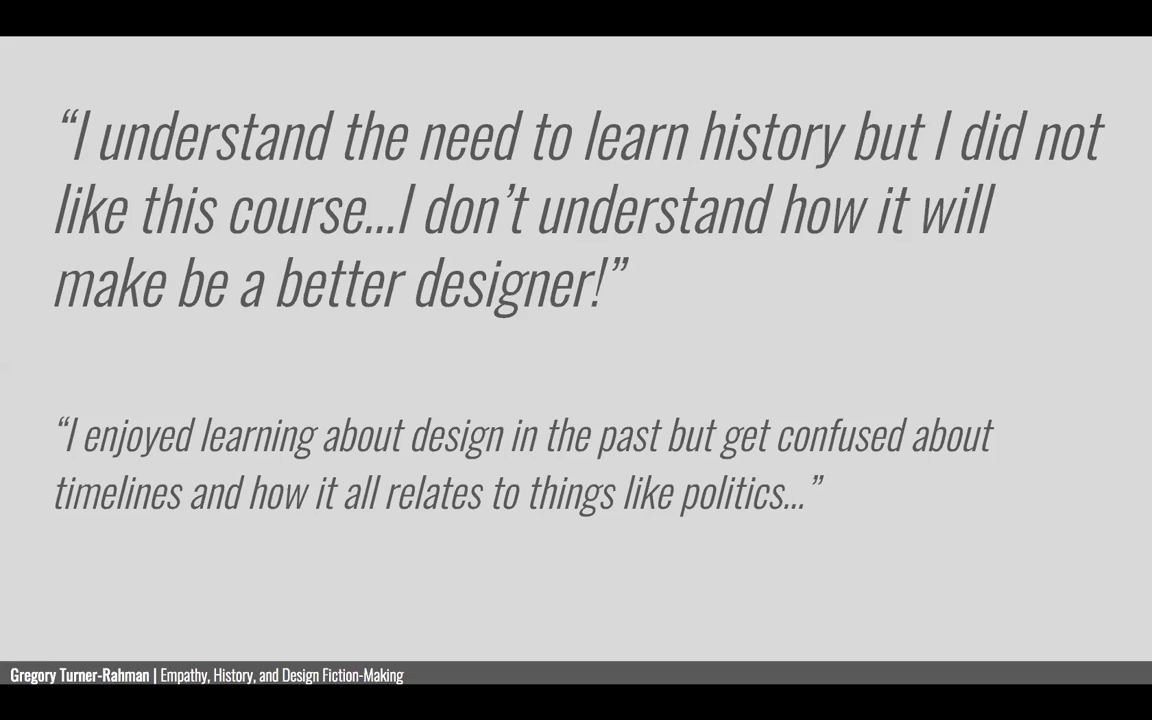 “I understand the need to learn history but I did not
like this course...I don’t understand how it will
make be a better designer!”
“I enjoyed learning about design in the past but get confused about
timelines and how it all relates to things like politics...”
Gregory Turner-Rahman | Empathy, History, and Design Fiction-Making